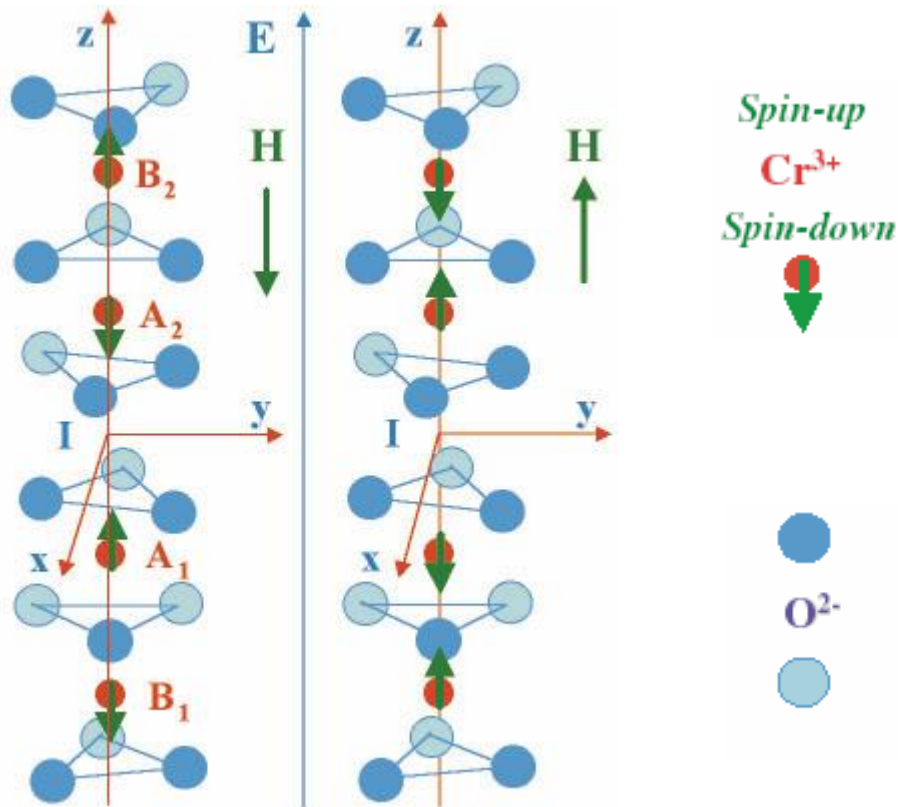 z
E
z
H
H
B₂
A₂
y
y
I
I
x
x
A₁
B₁
Spin-up
Cr³⁺
Spin-down
O²⁻